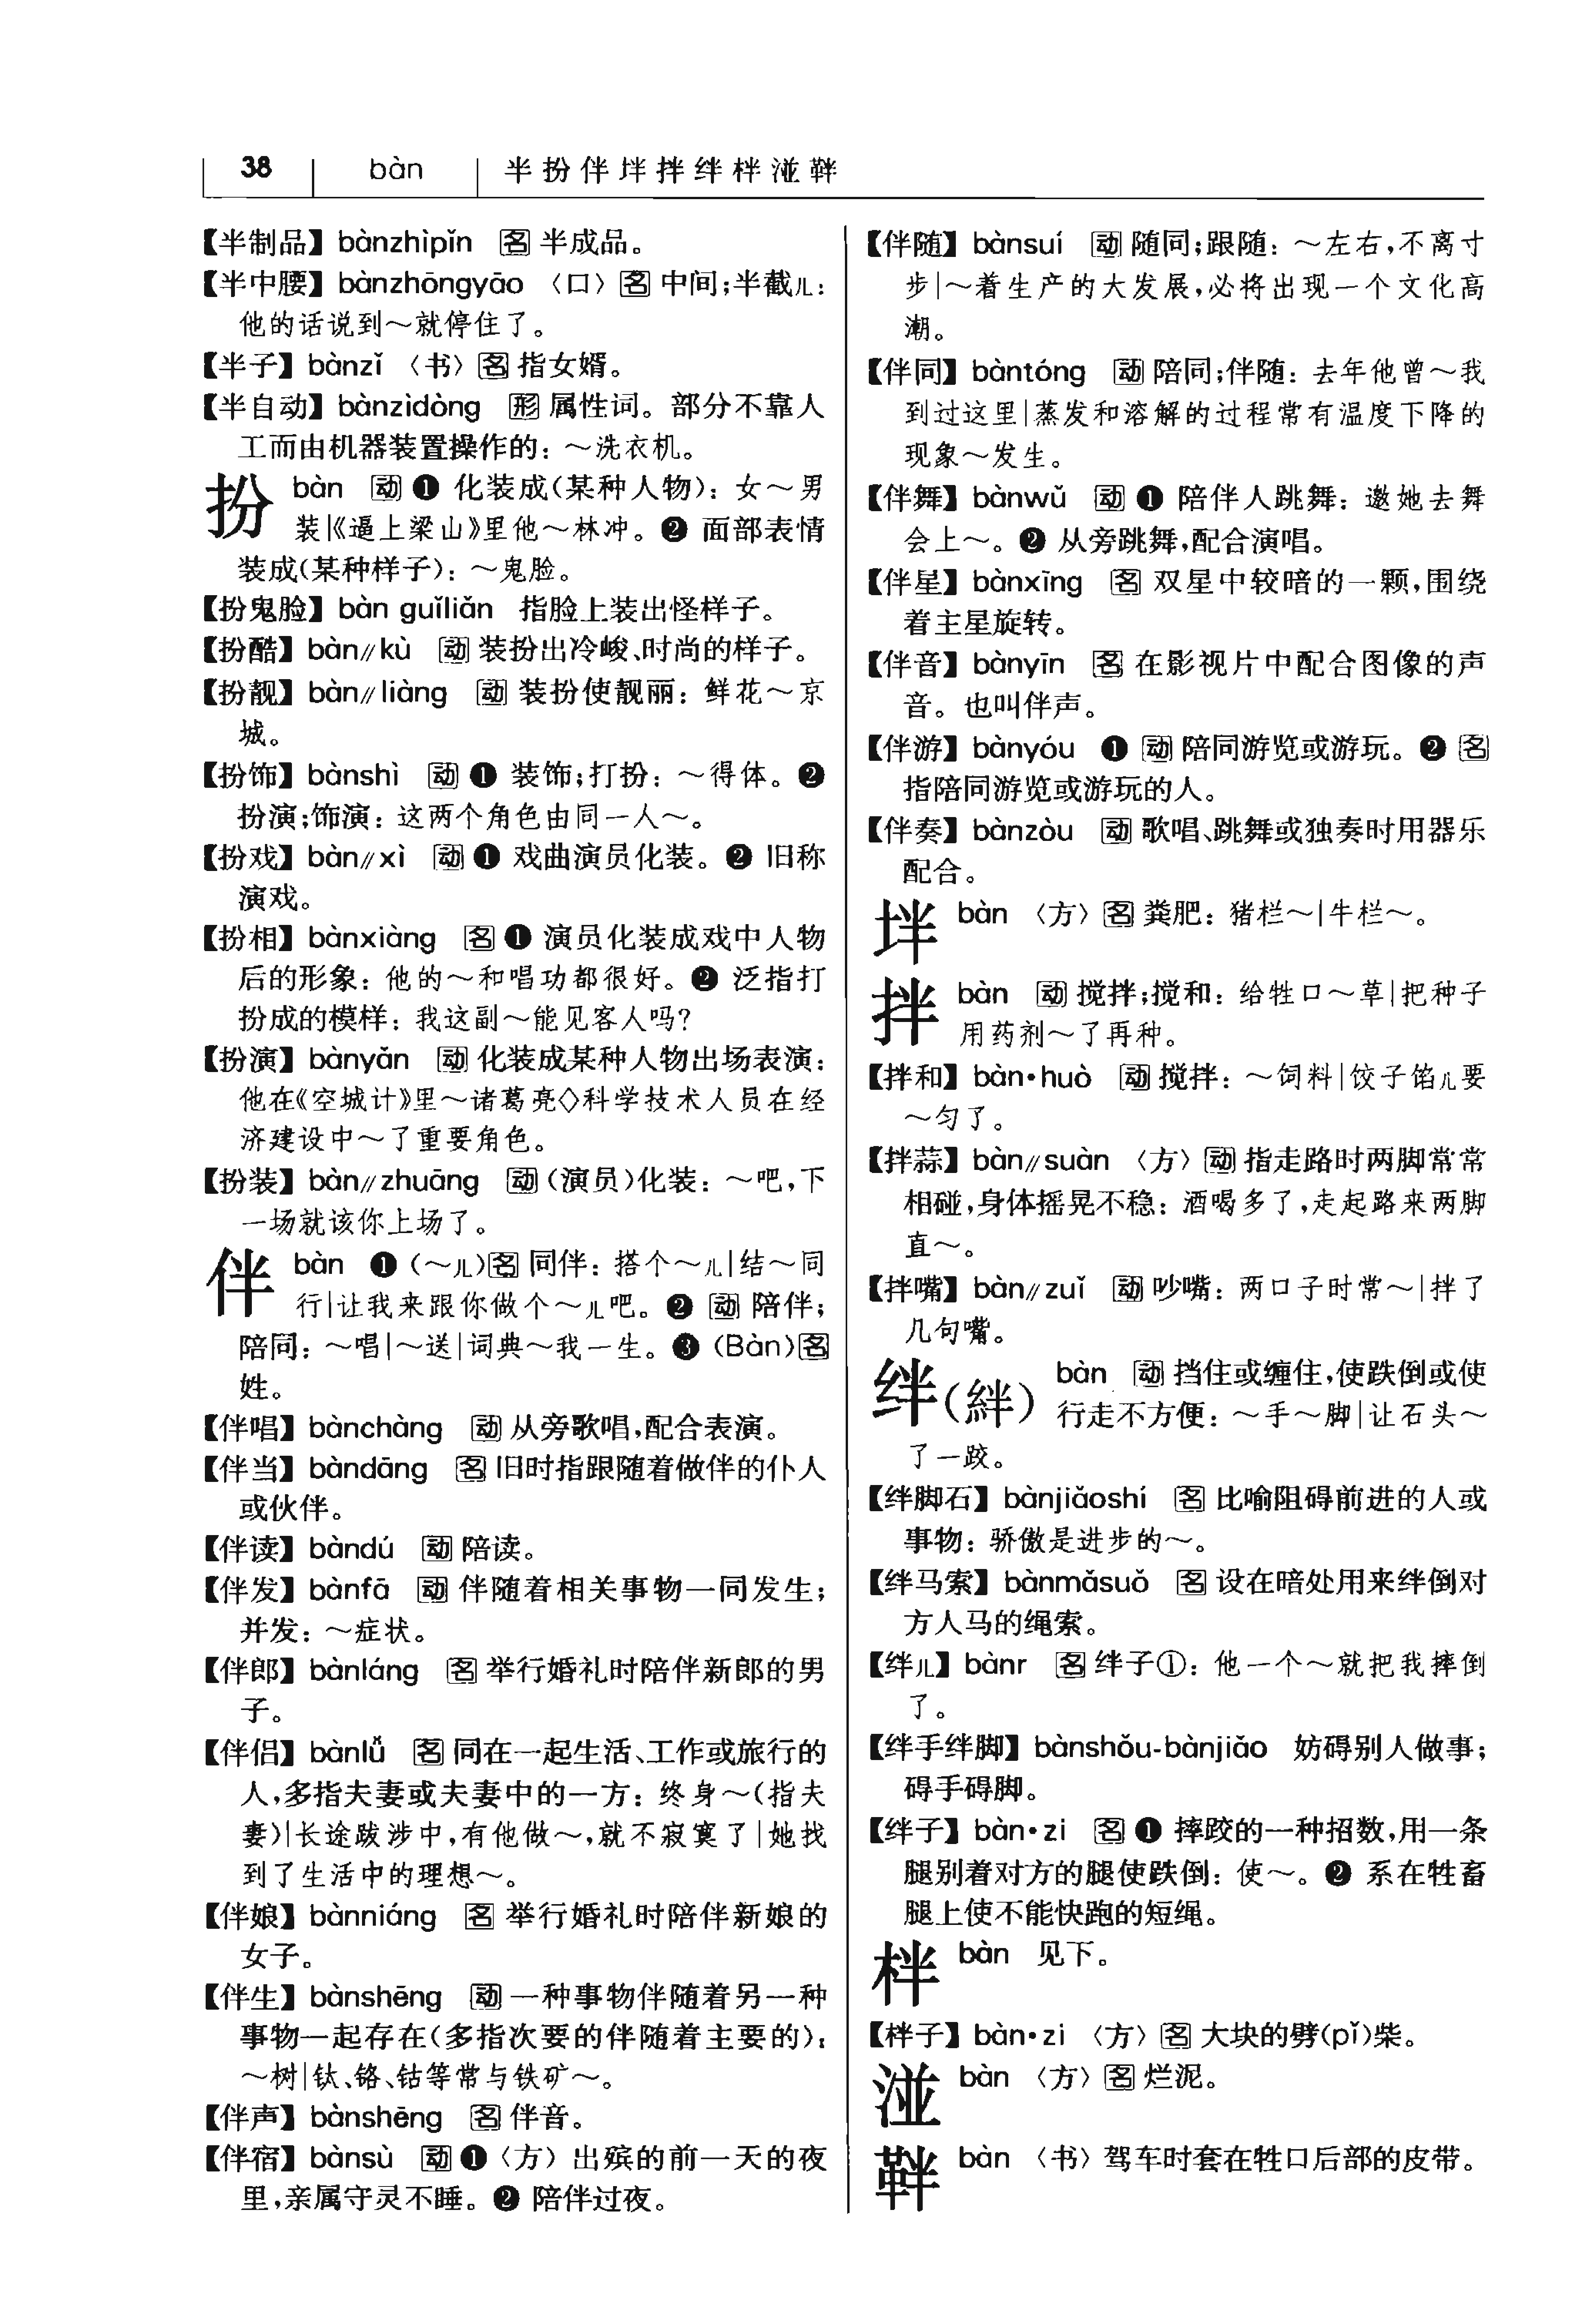 38 bàn 半扮伴坢拌绊柈湴靽
【半制品】bànzhìpǐn 名 半成品。
【半中腰】bànzhōngyāo 〈口〉名 中间;半截儿:
他的话说到~就停住了。
【半子】bànzǐ 〈书〉名 指女婿。
【半自动】bànzìdòng 形 属性词。部分不靠人
工而由机器装置操作的:~洗衣机。
扮 bàn 动 ❶ 化装成(某种人物):女~男
装|《逼上梁山》里他~林冲。❷ 面部表情
装成(某种样子):~鬼脸。
【扮鬼脸】bàn guǐliǎn 指脸上装出怪样子。
【扮酷】bàn//kù 动 装扮出冷峻、时尚的样子。
【扮靓】bàn//liàng 动 装扮使靓丽:鲜花~京
城。
【扮饰】bànshì 动 ❶ 装饰;打扮:~得体。❷
扮演;饰演:这两个角色由同一人~。
【扮戏】bàn//xì 动 ❶ 戏曲演员化装。❷ 旧称
演戏。
【扮相】bànxiàng 名 ❶ 演员化装成戏中人物
后的形象:他的~和唱功都很好。❷ 泛指打
扮成的模样:我这副~能见客人吗?
【扮演】bànyǎn 动 化装成某种人物出场表演:
他在《空城计》里~诸葛亮◇科学技术人员在经
济建设中~了重要角色。
【扮装】bàn//zhuāng 动 (演员)化装:~吧,下
一场就该你上场了。
伴 bàn ❶ (~儿)名 同伴:搭个~儿|结~同
行|让我来跟你做个~儿吧。❷ 动 陪伴;
陪同:~唱|~送|词典~我一生。❸ (Bàn)名
姓。
【伴唱】bànchàng 动 从旁歌唱,配合表演。
【伴当】bàndāng 名 旧时指跟随着做伴的仆人
或伙伴。
【伴读】bàndú 动 陪读。
【伴发】bànfā 动 伴随着相关事物一同发生;
并发:~症状。
【伴郎】bànláng 名 举行婚礼时陪伴新郎的男
子。
【伴侣】bànlǚ 名 同在一起生活、工作或旅行的
人,多指夫妻或夫妻中的一方:终身~(指夫
妻)|长途跋涉中,有他做~,就不寂寞了|她找
到了生活中的理想~。
【伴娘】bànniáng 名 举行婚礼时陪伴新娘的
女子。
【伴生】bànshēng 动 一种事物伴随着另一种
事物一起存在(多指次要的伴随着主要的):
~树|钛、铬、钴等常与铁矿~。
【伴声】bànshēng 名 伴音。
【伴宿】bànsù 动 ❶〈方〉出殡的前一天的夜
里,亲属守灵不睡。❷ 陪伴过夜。
【伴随】bànsuí 动 随同;跟随:~左右,不离寸
步|~着生产的大发展,必将出现一个文化高
潮。
【伴同】bàntóng 动 陪同;伴随:去年他曾~我
到过这里|蒸发和溶解的过程常有温度下降的
现象~发生。
【伴舞】bànwǔ 动 ❶ 陪伴人跳舞:邀她去舞
会上~。❷ 从旁跳舞,配合演唱。
【伴星】bànxīng 名 双星中较暗的一颗,围绕
着主星旋转。
【伴音】bànyīn 名 在影视片中配合图像的声
音。也叫伴声。
【伴游】bànyóu ❶ 动 陪同游览或游玩。❷ 名
指陪同游览或游玩的人。
【伴奏】bànzòu 动 歌唱、跳舞或独奏时用器乐
配合。
坢 bàn 〈方〉名 粪肥:猪栏~|牛栏~。
拌 bàn 动 搅拌;搅和:给牲口~草|把种子
用药剂~了再种。
【拌和】bàn·huò 动 搅拌:~饲料|饺子馅儿要
~匀了。
【拌蒜】bàn//suàn 〈方〉动 指走路时两脚常常
相碰,身体摇晃不稳:酒喝多了,走起路来两脚
直~。
【拌嘴】bàn//zuǐ 动 吵嘴:两口子时常~|拌了
几句嘴。
绊(絆) bàn 动 挡住或缠住,使跌倒或使
行走不方便:~手~脚|让石头~
了一跤。
【绊脚石】bànjiǎoshí 名 比喻阻碍前进的人或
事物:骄傲是进步的~。
【绊马索】bànmǎsuǒ 名 设在暗处用来绊倒对
方人马的绳索。
【绊儿】bànr 名 绊子①:他一个~就把我摔倒
了。
【绊手绊脚】bànshǒu-bànjiǎo 妨碍别人做事;
碍手碍脚。
【绊子】bàn·zi 名 ❶ 摔跤的一种招数,用一条
腿别着对方的腿使跌倒:使~。❷ 系在牲畜
腿上使不能快跑的短绳。
柈 bàn 见下。
【柈子】bàn·zi 〈方〉名 大块的劈(pǐ)柴。
湴 bàn 〈方〉名 烂泥。
靽 bàn 〈书〉驾车时套在牲口后部的皮带。